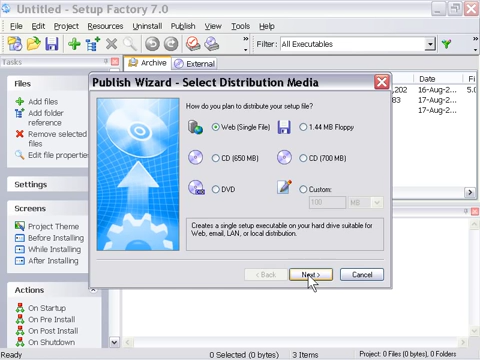 Untitled - Setup Factory 7.0
File Edit Project Resources Uninstall Publish View Tools Help
Filter: All Executables
Tasks
Archive External
Files
Add files
Add folder
reference
Remove selected
files
Edit file properties
Settings
Screens
Project Theme
Before Installing
While Installing
After Installing
Actions
On Startup
On Pre Install
On Post Install
On Shutdown
Date
,202 16-Aug-2... 5.0
83 17-Aug-2...
17-Aug-2...
Publish Wizard - Select Distribution Media
How do you plan to distribute your setup file?
Web (Single File) 1.44 MB Floppy
CD (650 MB) CD (700 MB)
DVD Custom:
100 MB
Creates a single setup executable on your hard drive suitable for
Web, email, LAN, or local distribution.
< Back Next > Cancel
Ready 0 Selected (0 bytes) 3 Items Project: 0 Files (0 bytes), 0 Folders